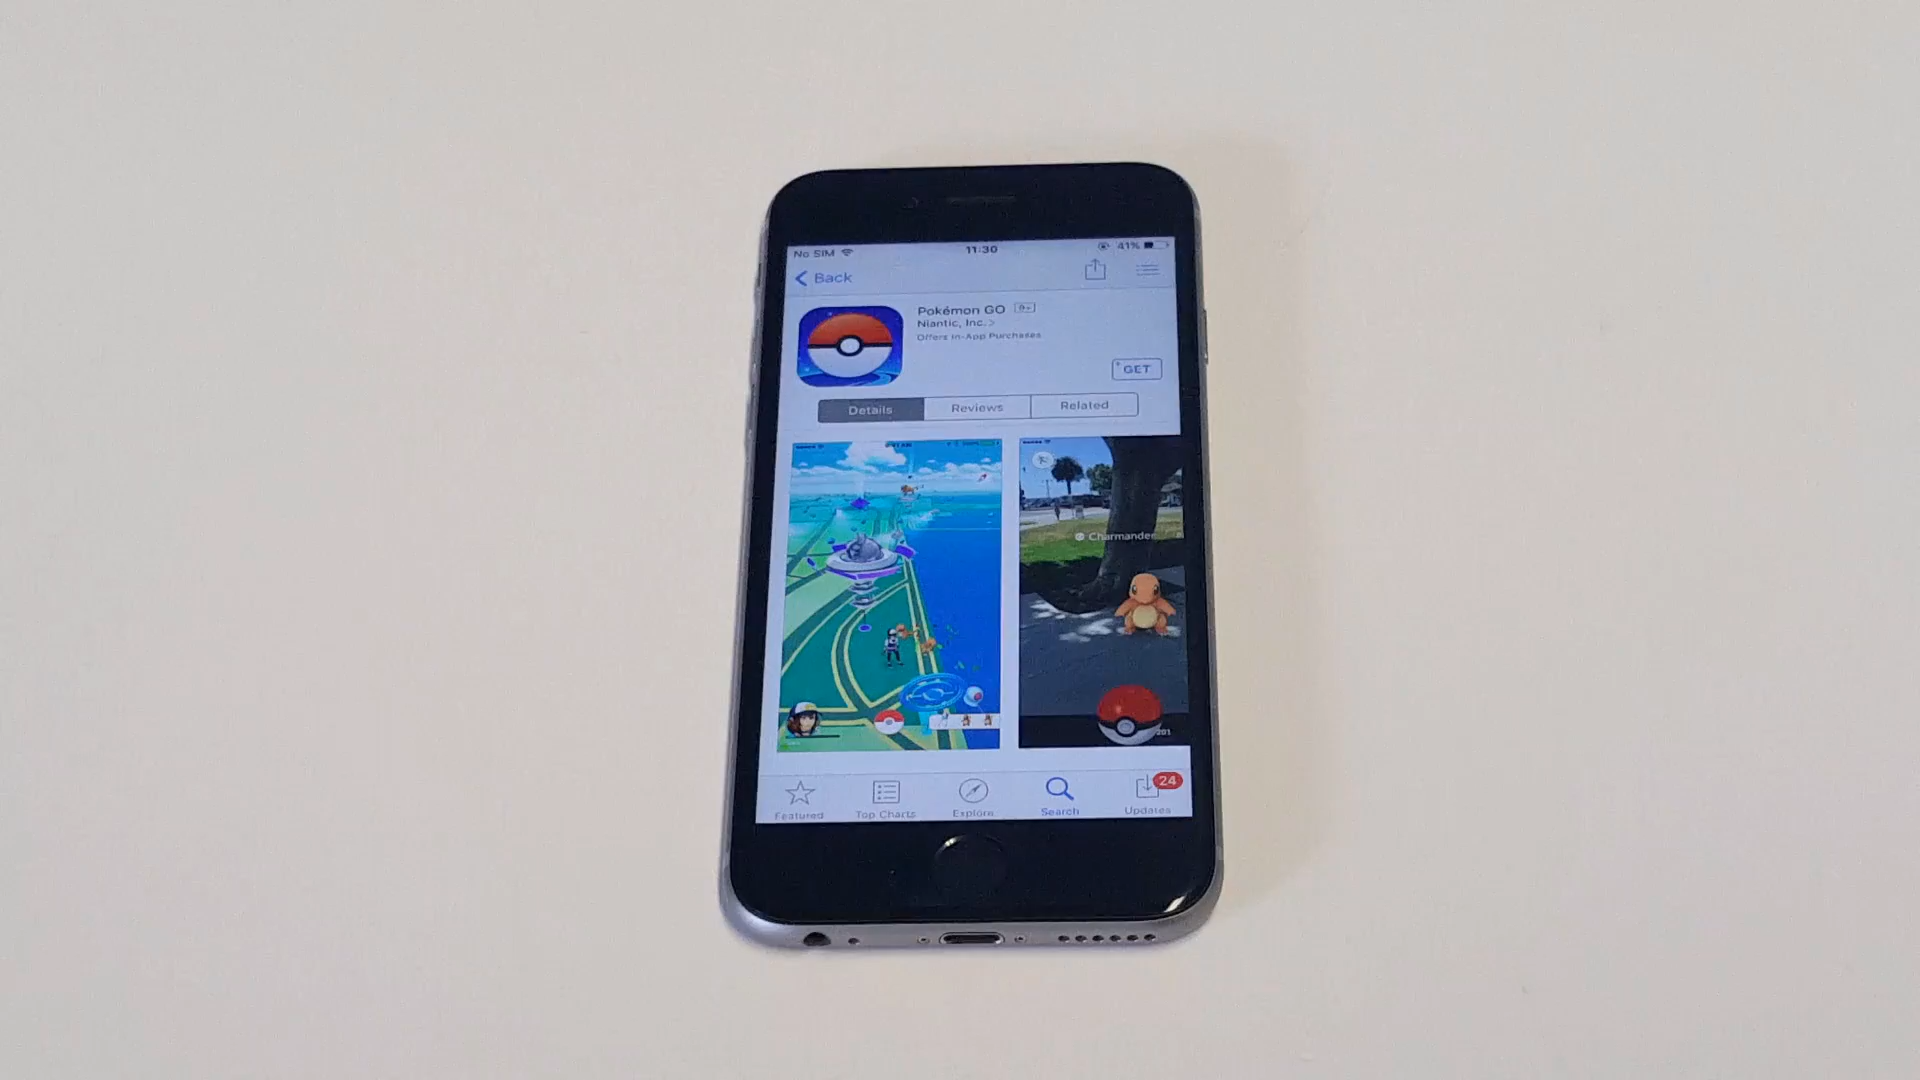 No SIM 11:30 41%
Back
Pokémon GO 9+
Niantic, Inc. >
Offers In-App Purchases
GET
Details Reviews Related
Charmander
Featured Top Charts Explore Search Updates 24